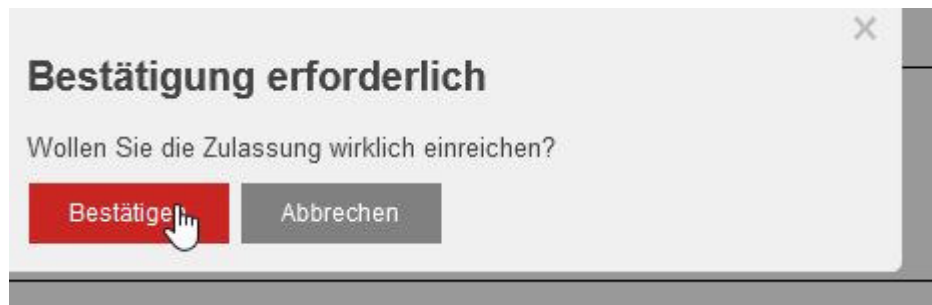 Bestätigung erforderlich
Wollen Sie die Zulassung wirklich einreichen?
Bestätigen
Abbrechen